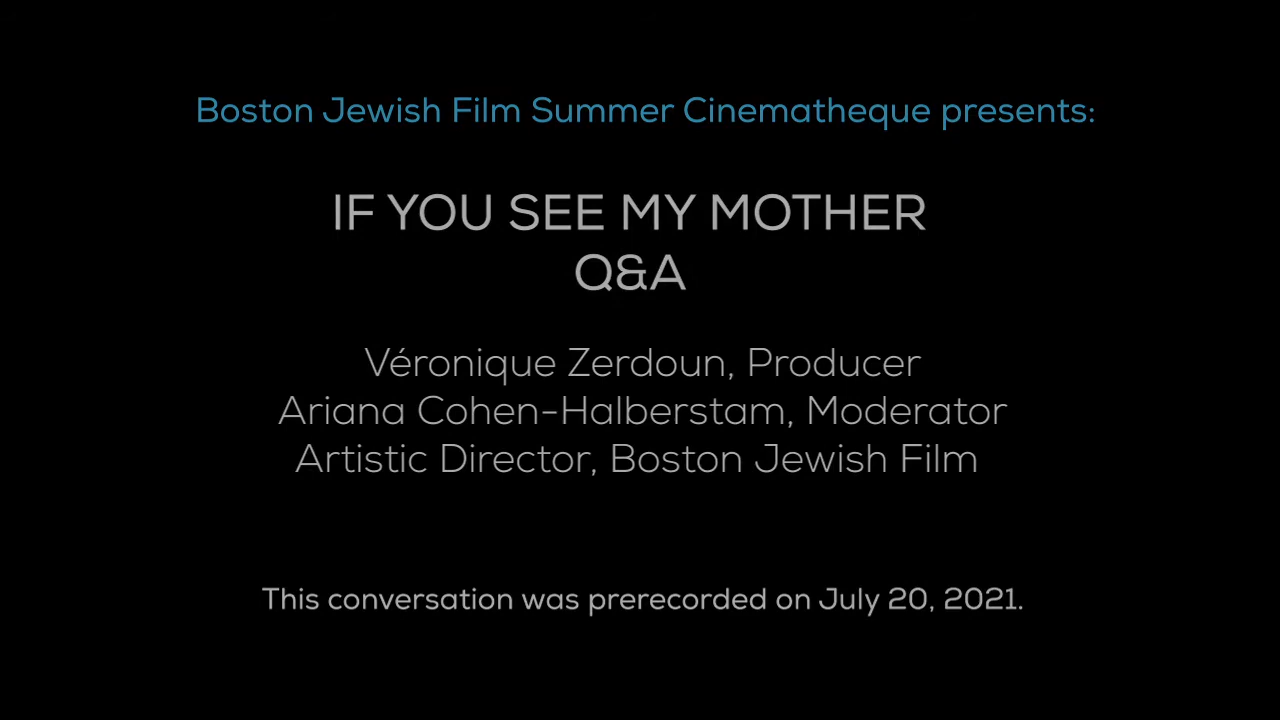 Boston Jewish Film Summer Cinematheque presents:
IF YOU SEE MY MOTHER
Q&A
Véronique Zerdoun, Producer
Ariana Cohen-Halberstam, Moderator
Artistic Director, Boston Jewish Film
This conversation was prerecorded on July 20, 2021.